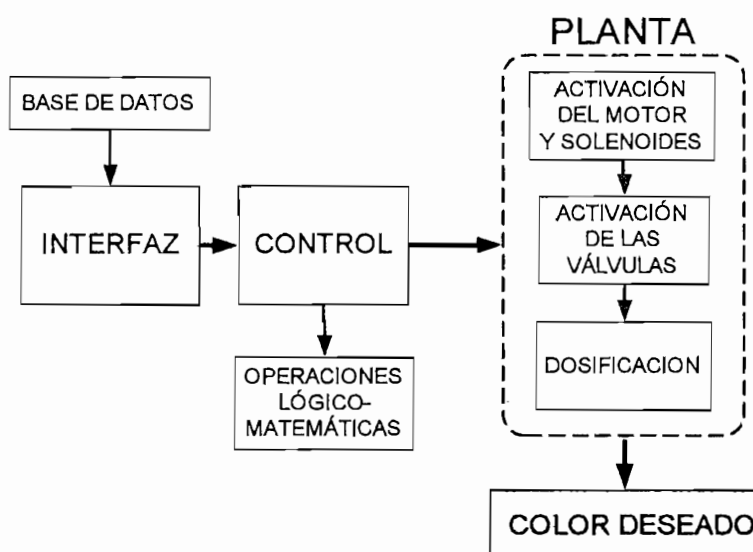 PLANTA
BASE DE DATOS
ACTIVACIÓN
DEL MOTOR
Y SOLENOIDES
INTERFAZ
CONTROL
ACTIVACIÓN
DE LAS
VÁLVULAS
OPERACIONES
LÓGICO-
MATEMÁTICAS
DOSIFICACION
COLOR DESEADO